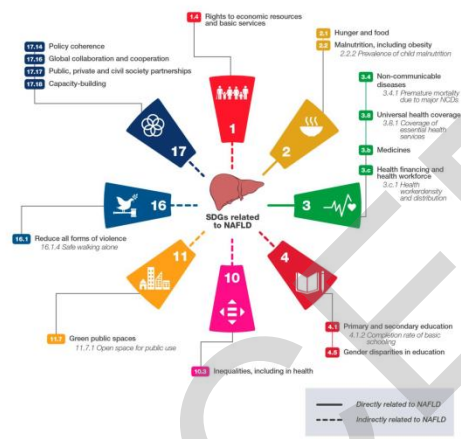 1.4 Rights to economic resources
and basic services
1
2.1 Hunger and food
2.2 Malnutrition, including obesity
2.2.2 Prevalence of child malnutrition
2
3.4 Non-communicable
diseases
3.4.1 Premature mortality
due to major NCDs
3.8 Universal health coverage
3.8.1 Coverage of
essential health
services
3.b Medicines
3.c Health financing and
health workforce
3.c.1 Health
workerdensity
and distribution
3
4
4.1 Primary and secondary education
4.1.2 Completion rate of basic
schooling
4.5 Gender disparities in education
10
10.3 Inequalities, including in health
11
11.7 Green public spaces
11.7.1 Open space for public use
16
16.1 Reduce all forms of violence
16.1.4 Safe walking alone
17
17.14 Policy coherence
17.16 Global collaboration and cooperation
17.17 Public, private and civil society partnerships
17.18 Capacity-building
SDGs related
to NAFLD
Directly related to NAFLD
Indirectly related to NAFLD